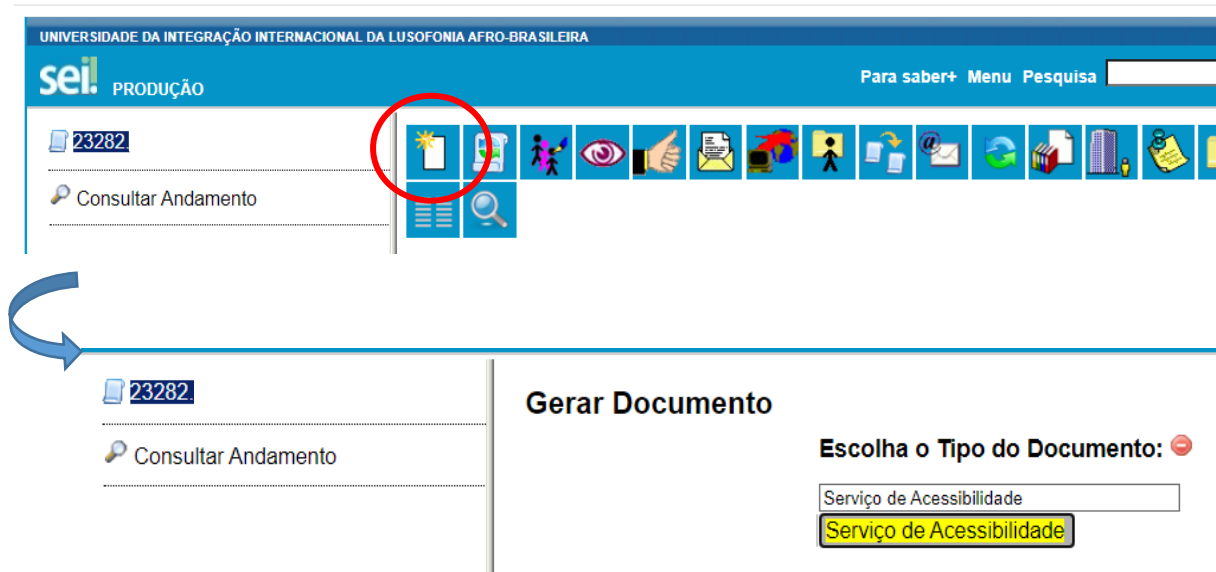 UNIVERSIDADE DA INTEGRAÇÃO INTERNACIONAL DA LUSOFONIA AFRO-BRASILEIRA
sei! PRODUÇÃO
Para saber+ Menu Pesquisa
23282.
Consultar Andamento
23282.
Consultar Andamento
Gerar Documento
Escolha o Tipo do Documento:
Serviço de Acessibilidade
Serviço de Acessibilidade